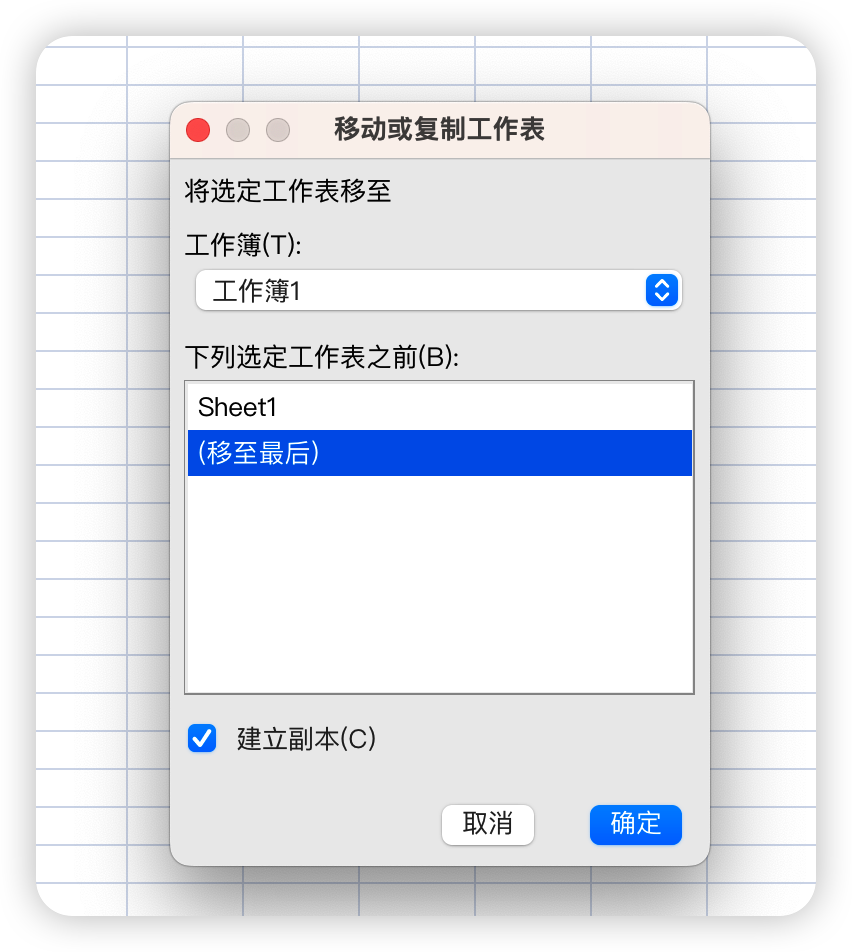 移动或复制工作表
将选定工作表移至
工作簿(T):
工作簿1
下列选定工作表之前(B):
Sheet1
(移至最后)
建立副本(C)
取消
确定